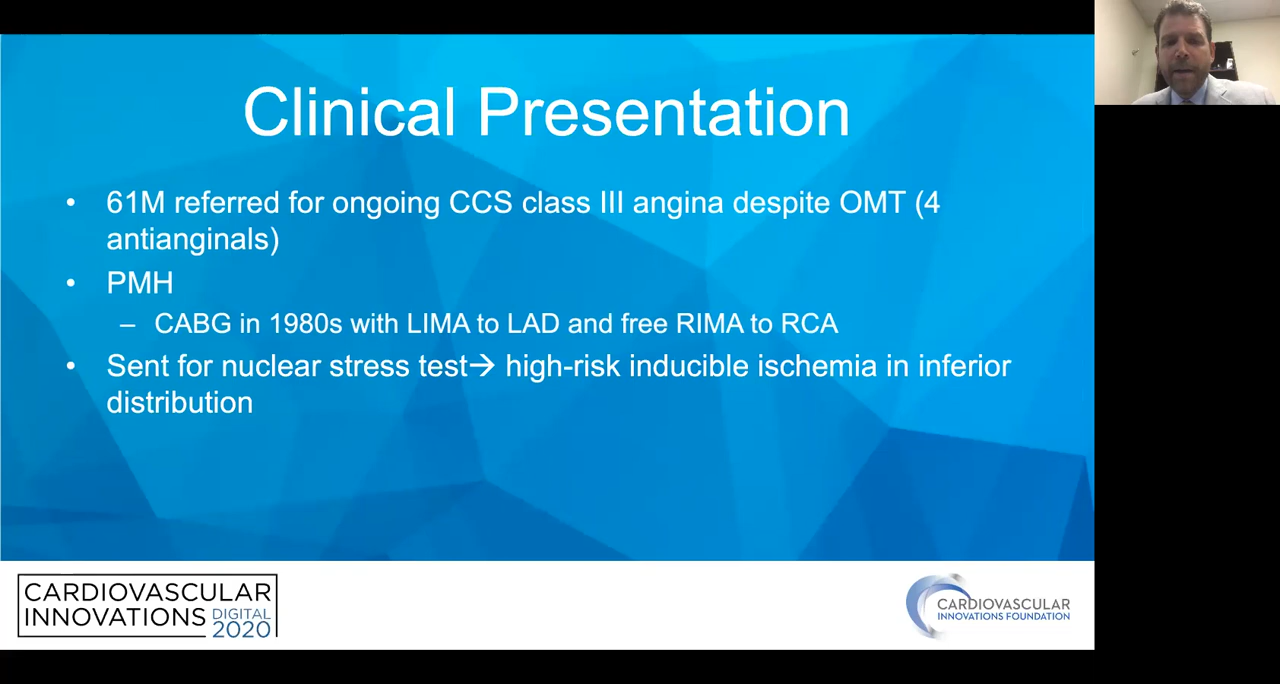 Clinical Presentation
• 61M referred for ongoing CCS class III angina despite OMT (4
antianginals)
• PMH
– CABG in 1980s with LIMA to LAD and free RIMA to RCA
• Sent for nuclear stress test→ high-risk inducible ischemia in inferior
distribution
CARDIOVASCULAR
INNOVATIONS DIGITAL
2020
CARDIOVASCULAR
INNOVATIONS FOUNDATION